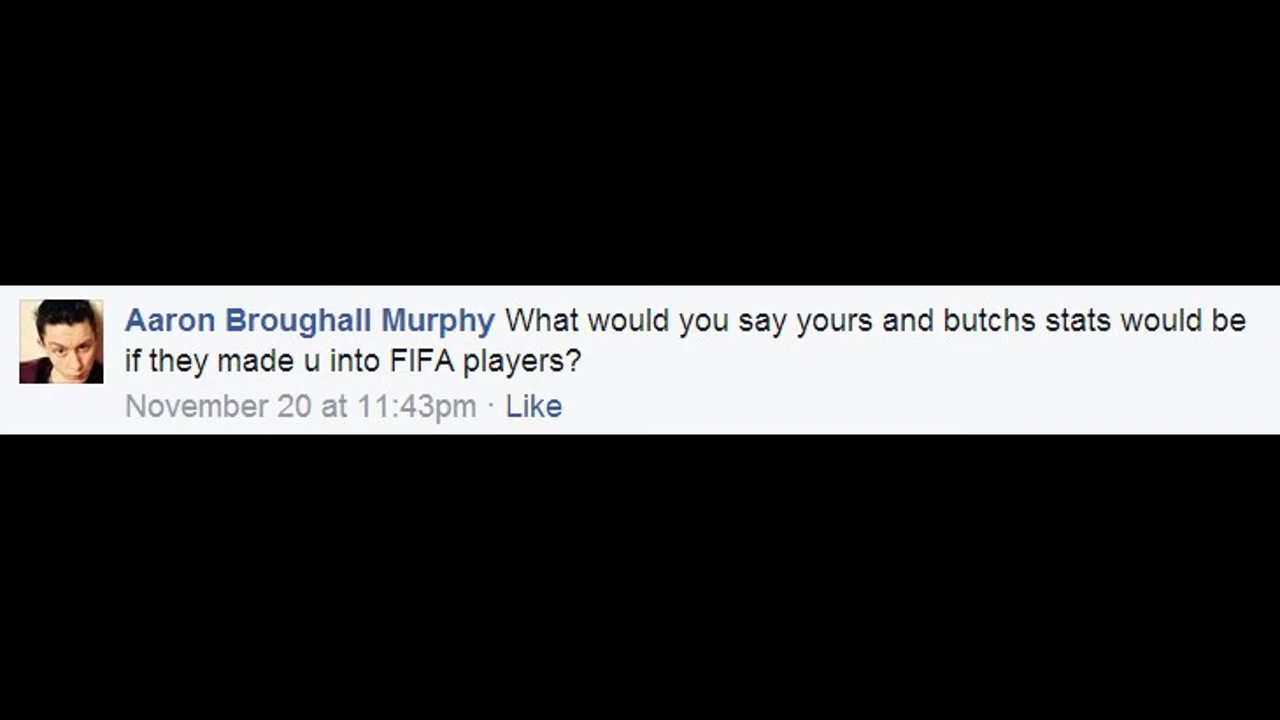 Aaron Broughall Murphy What would you say yours and butchs stats would be
if they made u into FIFA players?
November 20 at 11:43pm · Like